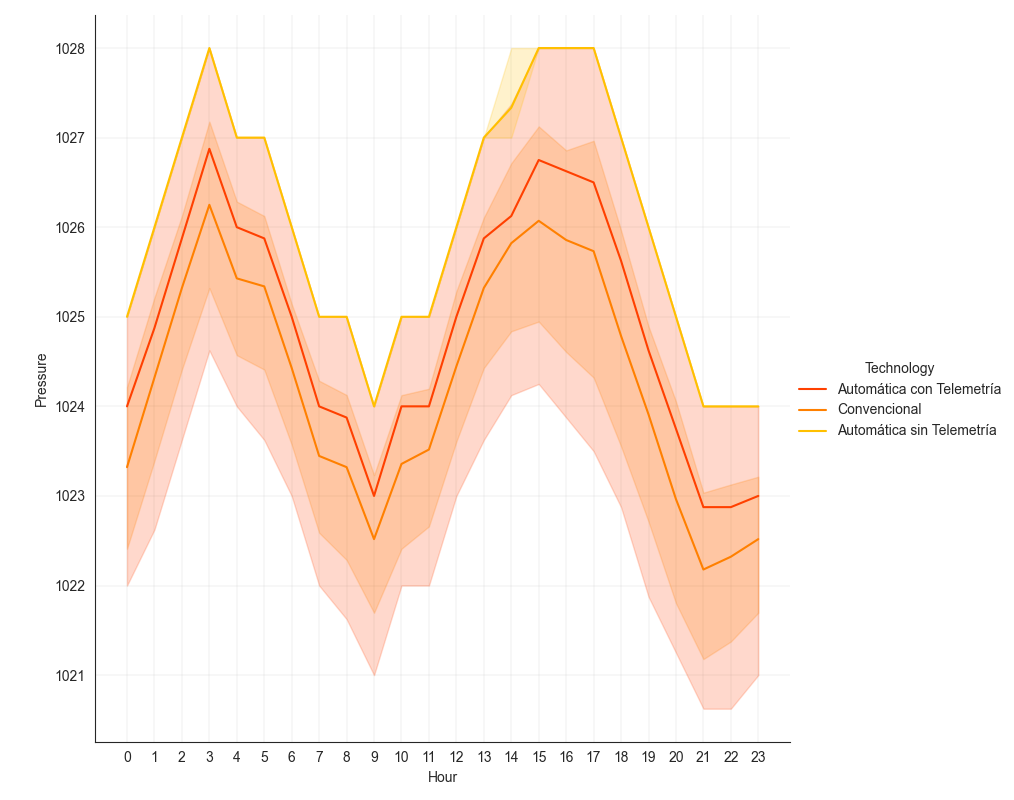 1028
1027
1026
1025
1024
1023
1022
1021
Pressure
0 1 2 3 4 5 6 7 8 9 10 11 12 13 14 15 16 17 18 19 20 21 22 23
Hour
Technology
Automática con Telemetría
Convencional
Automática sin Telemetría